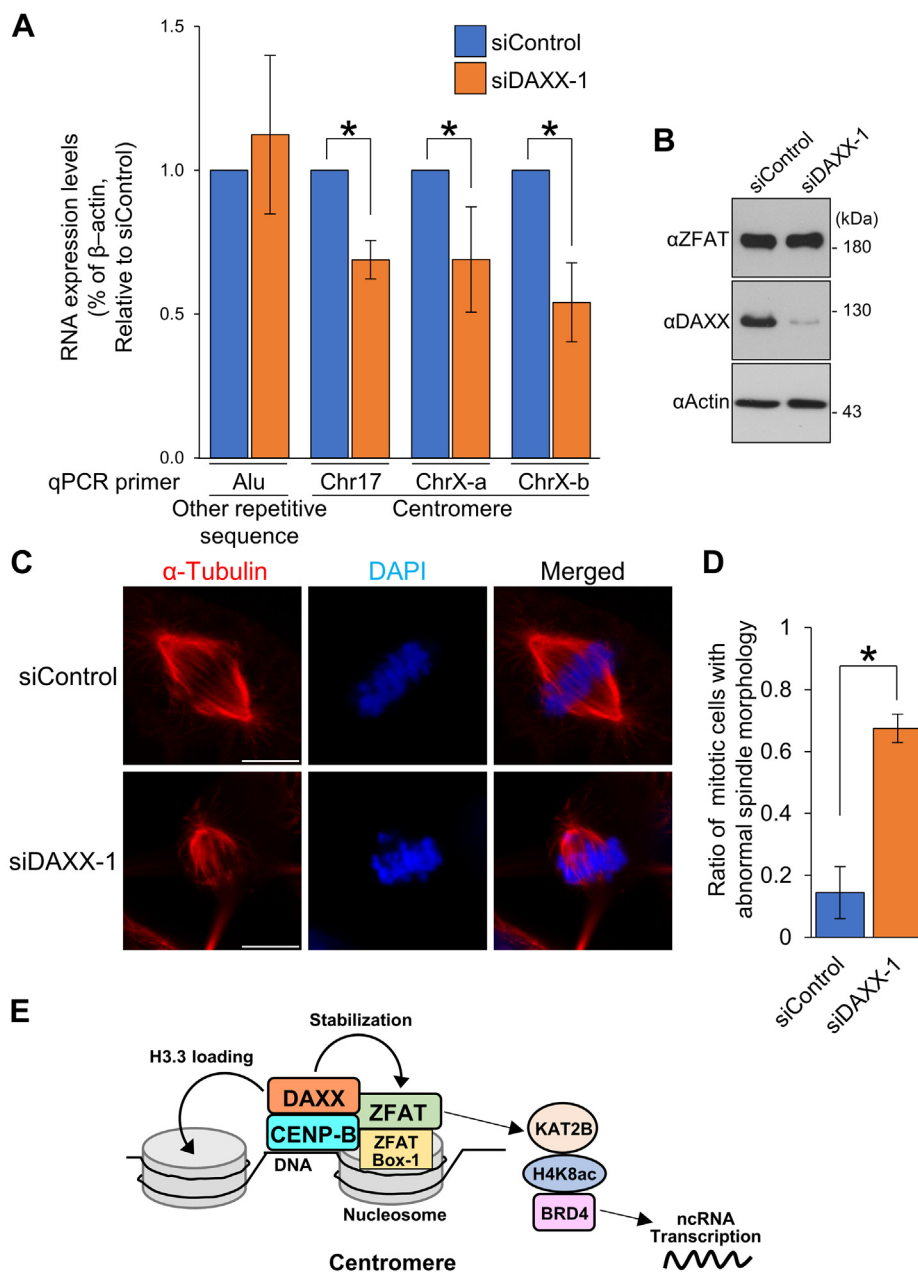 A
1.5
1.0
0.5
0.0
RNA expression levels
(% of β–actin,
Relative to siControl)
siControl
siDAXX-1
*
*
*
qPCR primer
Alu
Chr17
ChrX-a
ChrX-b
Other repetitive
sequence
Centromere
B
siControl
siDAXX-1
(kDa)
αZFAT
- 180
αDAXX
- 130
αActin
- 43
C
α-Tubulin
DAPI
Merged
siControl
siDAXX-1
D
Ratio of mitotic cells with
abnormal spindle morphology
1
0.8
0.6
0.4
0.2
0
*
siControl
siDAXX-1
E
Stabilization
H3.3 loading
DAXX
ZFAT
CENP-B
ZFAT
Box-1
DNA
Nucleosome
KAT2B
H4K8ac
BRD4
ncRNA
Transcription
Centromere